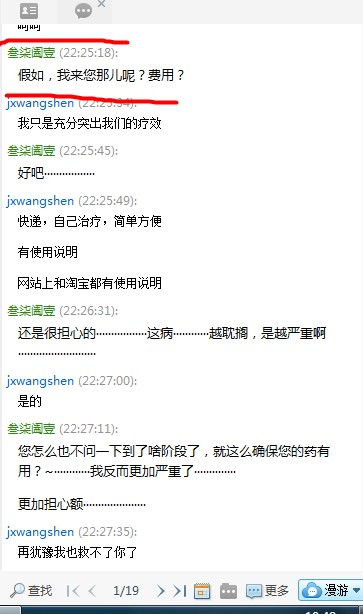 叁柒阖壹 (22:25:18):
假如，我来您那儿呢？费用？
jxwangshen (22:25:34):
我只是充分突出我们的疗效
叁柒阖壹 (22:25:45):
好吧·················
jxwangshen (22:25:49):
快递，自己治疗，简单方便
有使用说明
网站上和淘宝都有使用说明
叁柒阖壹 (22:26:31):
还是很担心的·················这病············越耽搁，是越严重啊
··························
jxwangshen (22:27:00):
是的
叁柒阖壹 (22:27:11):
您怎么也不问一下到了啥阶段了，就这么确保您的药有
用？~············我反而更加严重了··············
更加担心额·····················
jxwangshen (22:27:35):
再犹豫我也救不了你了
查找 1/19 更多 漫游